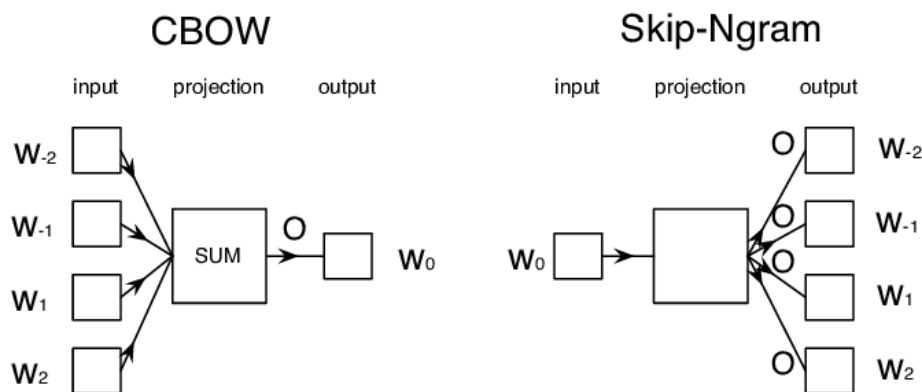 CBOW
input projection output
w-2
w-1
w1
w2
SUM
O
w0
Skip-Ngram
input projection output
w0
O
O
O
O
w-2
w-1
w1
w2